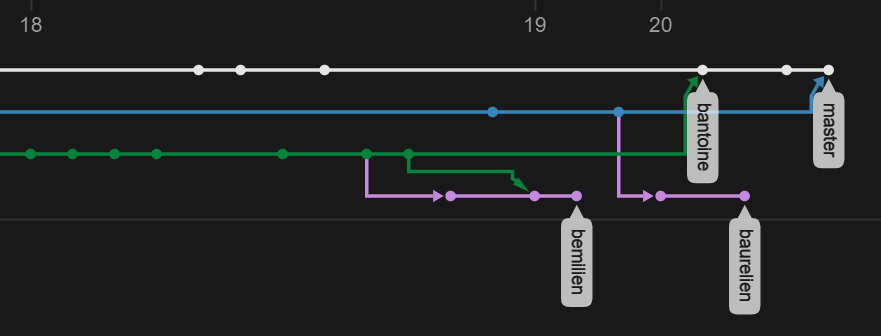 18
19
20
bantoine
master
bemilien
baurelien